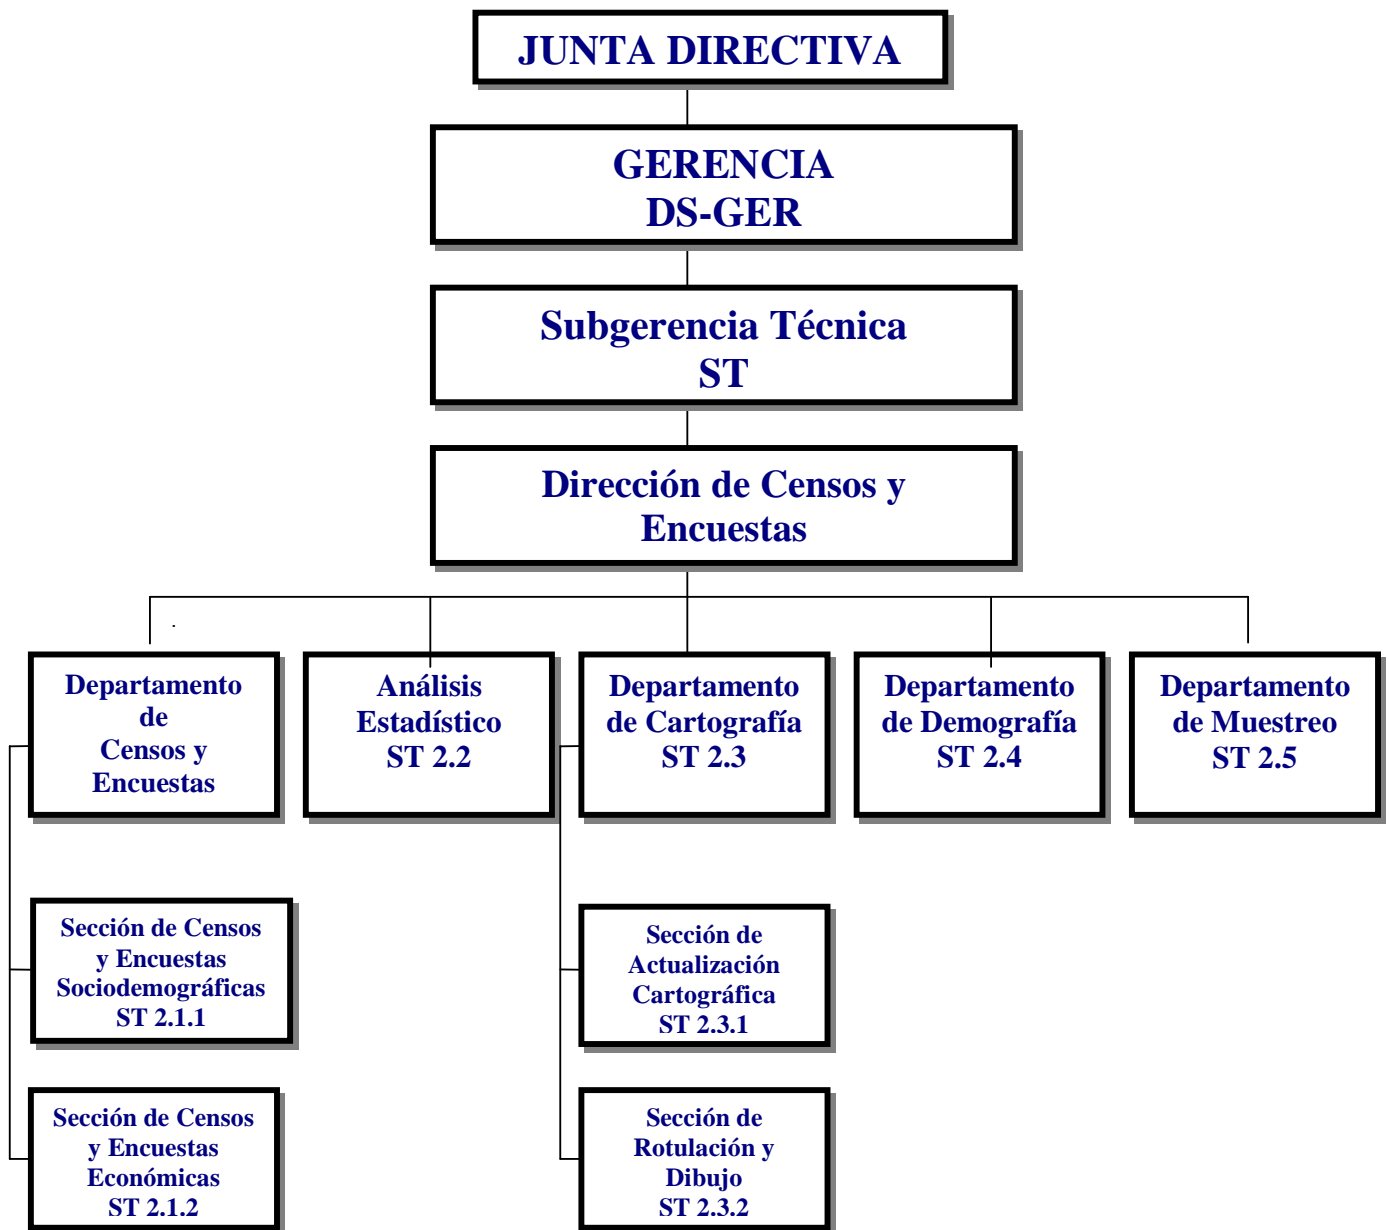 JUNTA DIRECTIVA
GERENCIA
DS-GER
Subgerencia Técnica
ST
Dirección de Censos y
Encuestas
Departamento
de
Censos y
Encuestas
Análisis
Estadístico
ST 2.2
Departamento
de Cartografía
ST 2.3
Departamento
de Demografía
ST 2.4
Departamento
de Muestreo
ST 2.5
Sección de Censos
y Encuestas
Sociodemográficas
ST 2.1.1
Sección de
Actualización
Cartográfica
ST 2.3.1
Sección de Censos
y Encuestas
Económicas
ST 2.1.2
Sección de
Rotulación y
Dibujo
ST 2.3.2